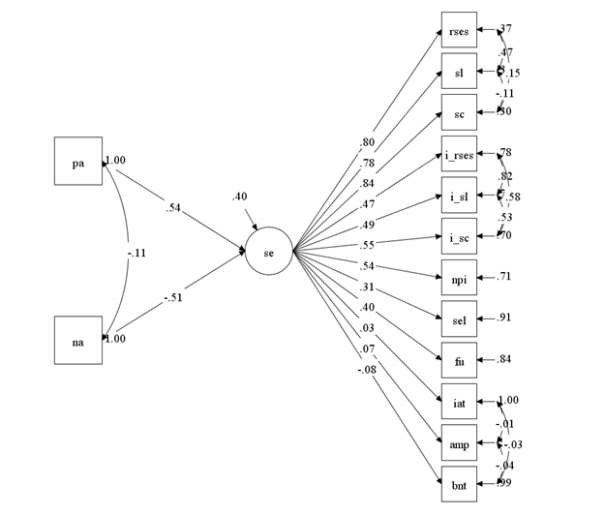 rses
.37
.47
sl
.15
-.11
sc
.30
.80
i_rses
.78
pa
1.00
.78
.84
.82
.47
i_sl
.58
.40
.54
.49
.53
.55
i_sc
.70
se
-.11
.54
npi
.71
.31
-.51
.40
sel
.91
.03
na
1.00
.07
fu
.84
-.08
iat
1.00
-.01
amp
-.03
-.04
bnt
.99